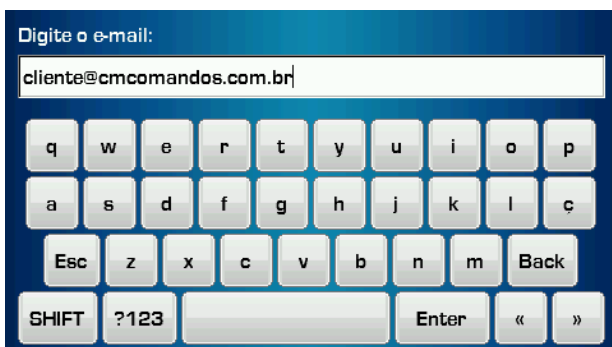 Digite o e-mail:
cliente@cmcomandos.com.br
q w e r t y u i o p
a s d f g h j k l ç
Esc z x c v b n m Back
SHIFT ?123 Enter « »